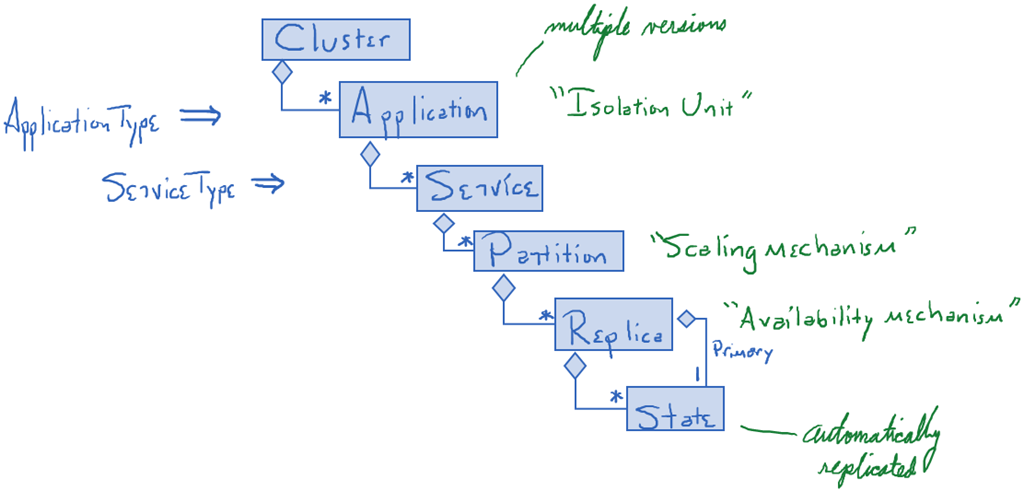 Cluster
multiple versions
*
Application
"Isolation Unit"
ApplicationType ⇒
*
Service
ServiceType ⇒
*
Partition
"Scaling mechanism"
*
Replica
"Availability mechanism"
Primary
1
*
State
automatically
replicated